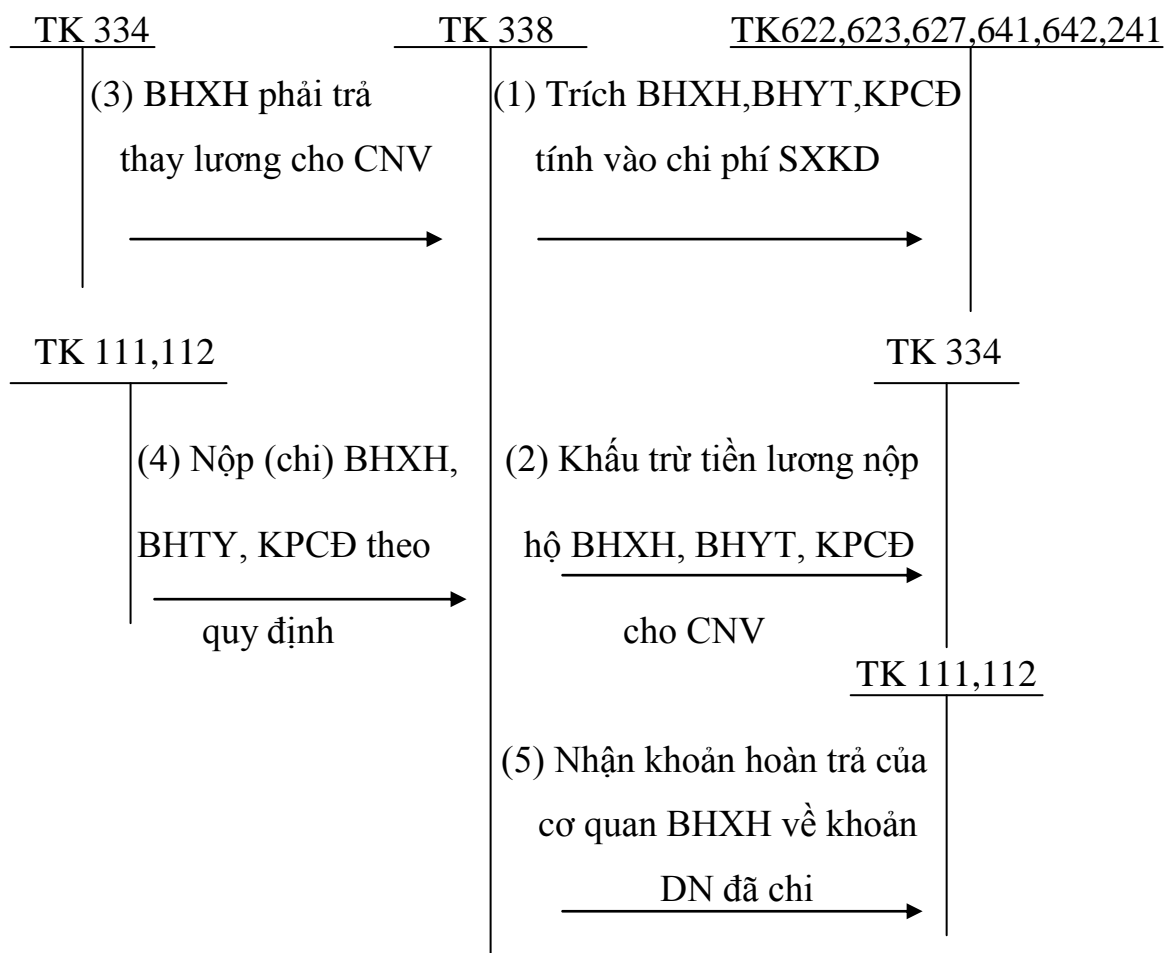 TK 334
TK 338
TK622,623,627,641,642,241
(3) BHXH phải trả
thay lương cho CNV
(1) Trích BHXH,BHYT,KPCĐ
tính vào chi phí SXKD
TK 111,112
TK 334
(4) Nộp (chi) BHXH,
BHTY, KPCĐ theo
quy định
(2) Khấu trừ tiền lương nộp
hộ BHXH, BHYT, KPCĐ
cho CNV
TK 111,112
(5) Nhận khoản hoàn trả của
cơ quan BHXH về khoản
DN đã chi